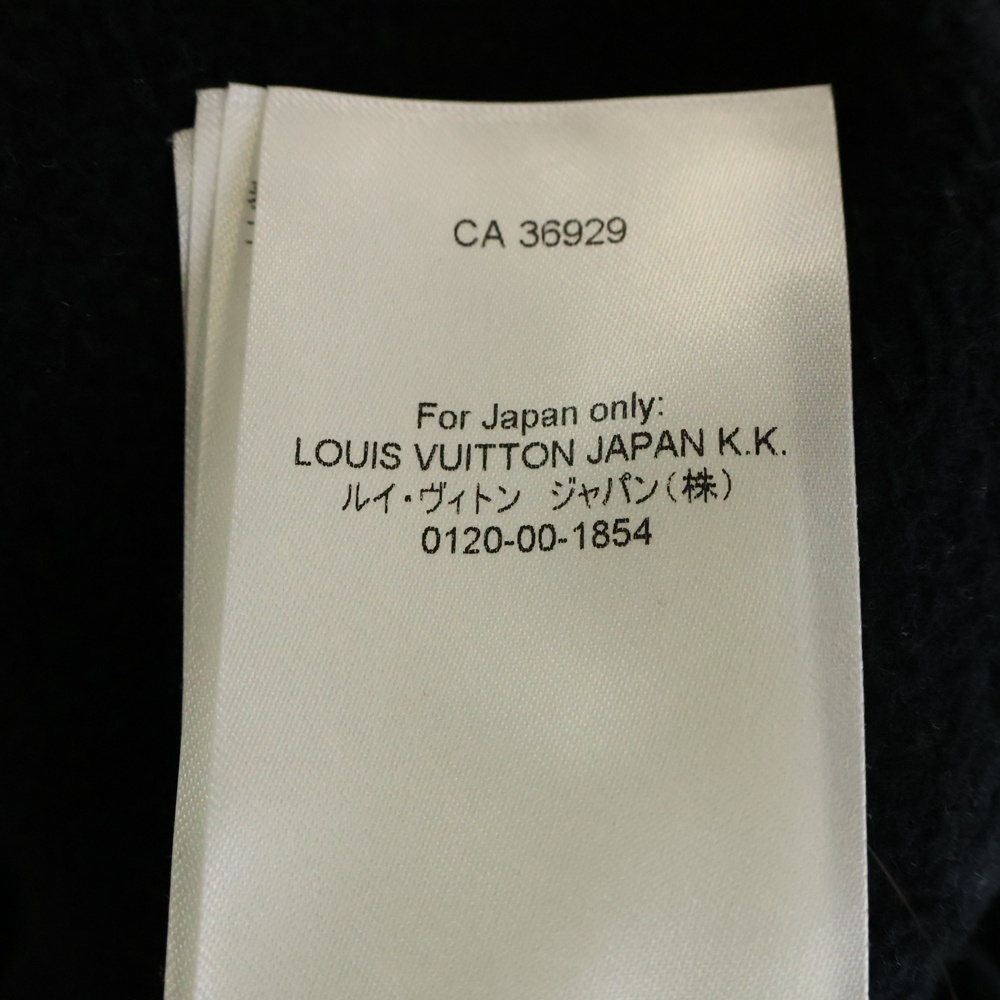 CA 36929
For Japan only:
LOUIS VUITTON JAPAN K.K.
ルイ・ヴィトン　ジャパン(株)
0120-00-1854